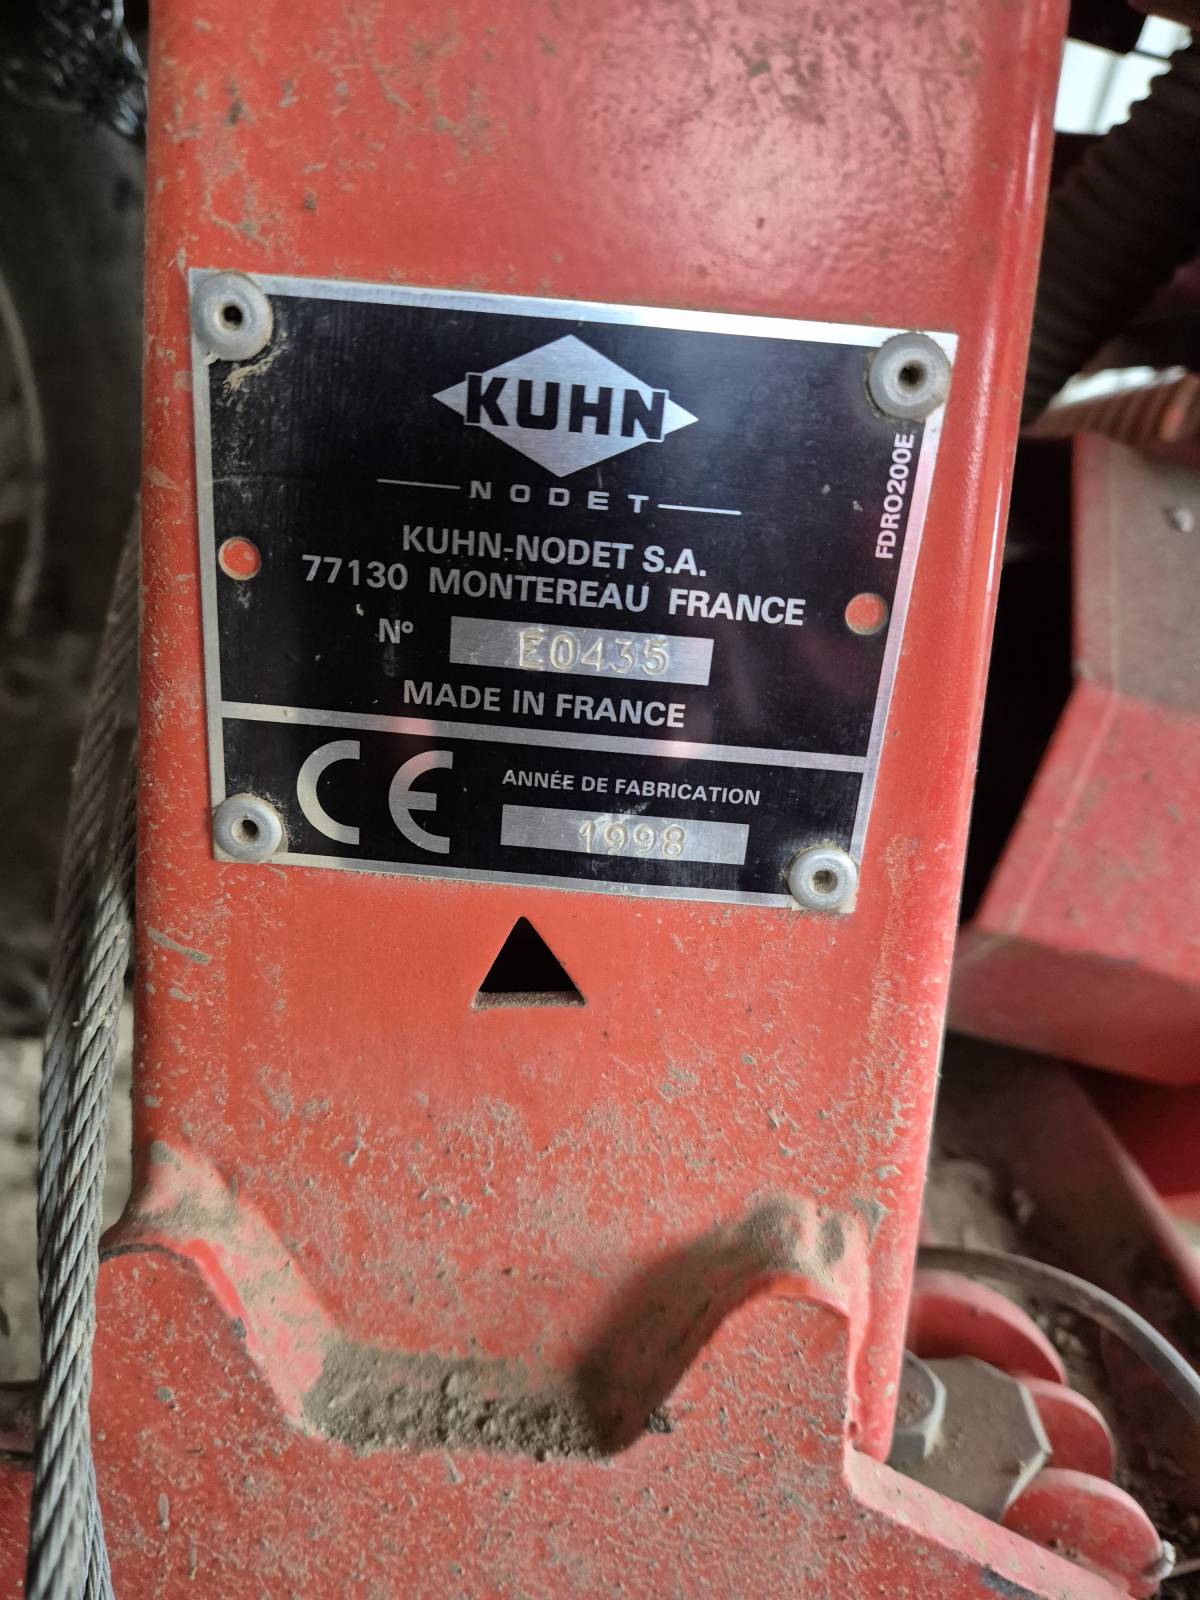 KUHN
NODET
KUHN-NODET S.A.
77130 MONTEREAU FRANCE
N° E0435
MADE IN FRANCE
CE ANNÉE DE FABRICATION
1998
FDRO200E